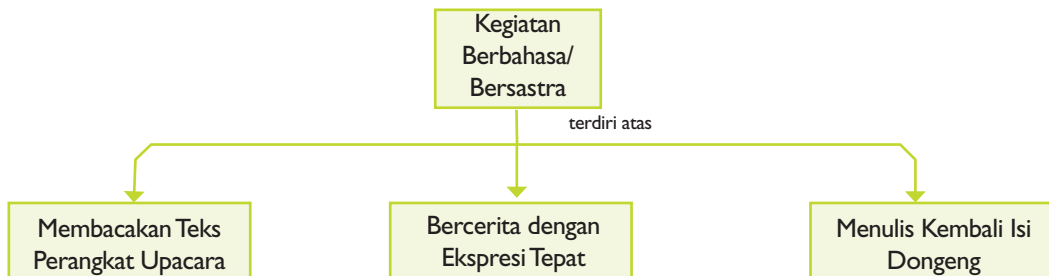 Kegiatan
Berbahasa/
Bersastra
terdiri atas
Membacakan Teks
Perangkat Upacara
Bercerita dengan
Ekspresi Tepat
Menulis Kembali Isi
Dongeng